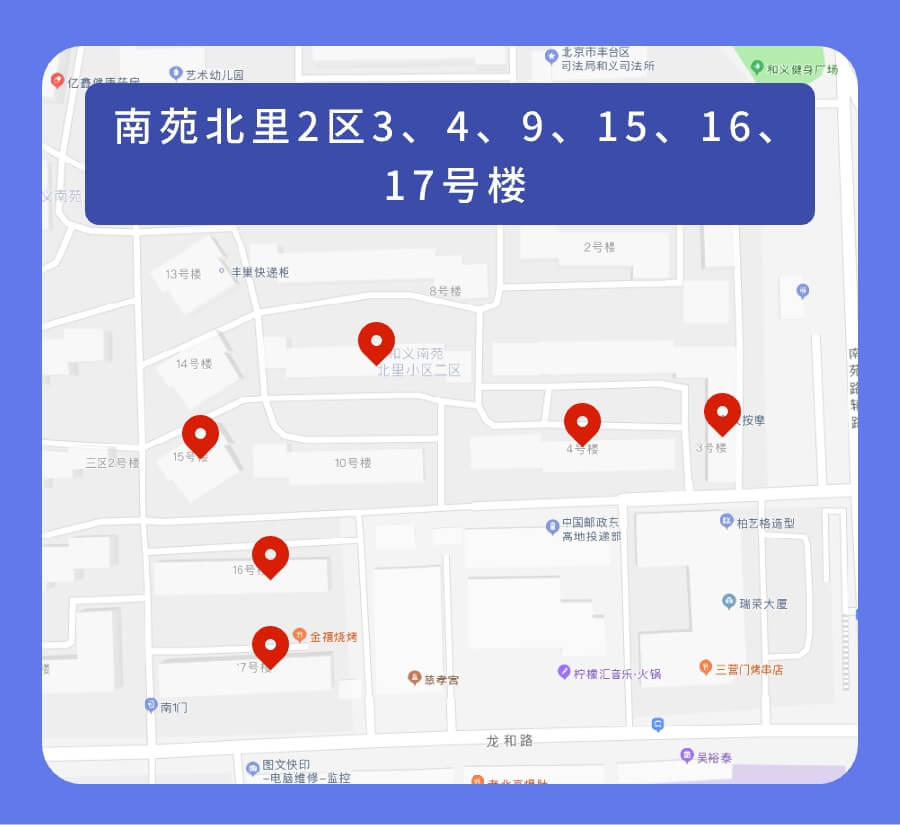 北京市丰台区
司法局和义司法所
艺术幼儿园
和义健身广场
亿鑫健康药房
南苑北里2区3、4、9、15、16、
17号楼
义南苑
2号楼
13号楼
丰巢快递柜
8号楼
和义南苑
北里小区二区
14号楼
南苑路辅路
按摩
4号楼
3号楼
15号楼
三区2号楼
10号楼
中国邮政东
高地投递部
柏艺格造型
16号
瑞荣大厦
金禧烧烤
17号楼
楼
慈孝宫
柠檬汇音乐·火锅
三营门烤串店
南1门
龙和路
图文快印
-电脑维修-监控
吴裕泰